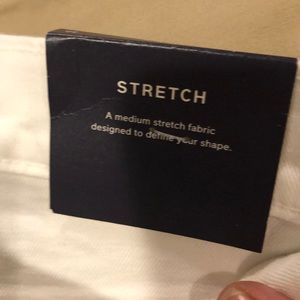 STRETCH
A medium stretch fabric
designed to define your shape.